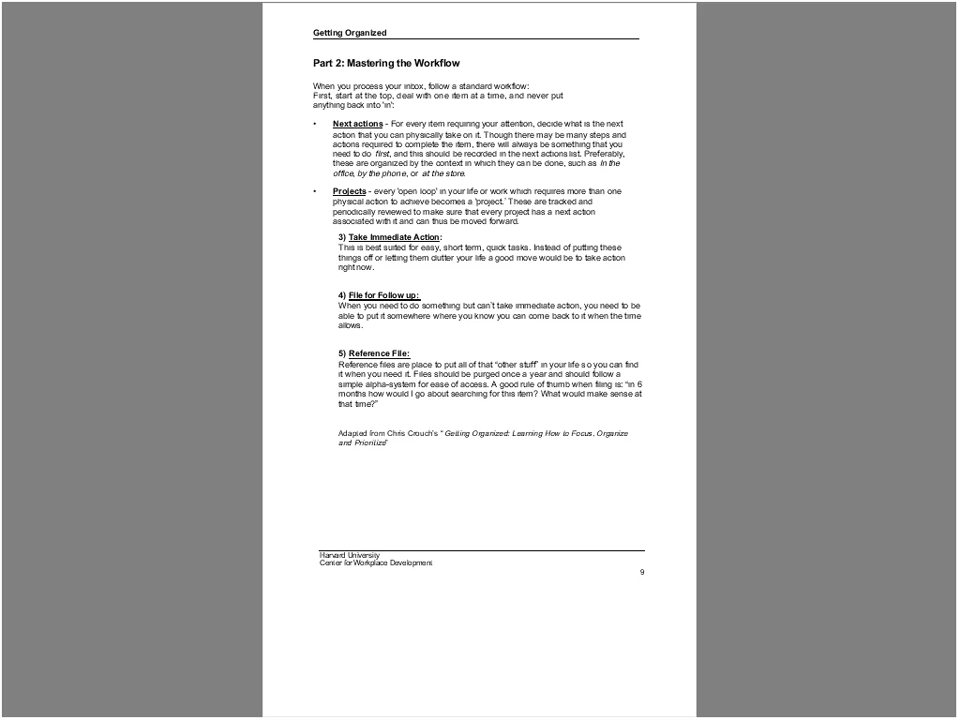 Getting Organized
Part 2: Mastering the Workflow
When you process your inbox, follow a standard workflow:
First, start at the top, deal with one item at a time, and never put
anything back into 'in':
• Next actions - For every item requiring your attention, decide what is the next
action that you can physically take on it. Though there may be many steps and
actions required to complete the item, there will always be something that you
need to do first, and this should be recorded in the next actions list. Preferably,
these are organized by the context in which they can be done, such as in the
office, by the phone, or at the store.
• Projects - every 'open loop' in your life or work which requires more than one
physical action to achieve becomes a 'project.' These are tracked and
periodically reviewed to make sure that every project has a next action
associated with it and can thus be moved forward.
3) Take Immediate Action:
This is best suited for easy, short term, quick tasks. Instead of putting these
things off or letting them clutter your life a good move would be to take action
right now.
4) File for Follow up:
When you need to do something but can't take immediate action, you need to be
able to put it somewhere where you know you can come back to it when the time
allows.
5) Reference File:
Reference files are place to put all of that "other stuff" in your life so you can find
it when you need it. Files should be purged once a year and should follow a
simple alpha-system for ease of access. A good rule of thumb when filing is: "in 6
months how would I go about searching for this item? What would make sense at
that time?"
Adapted from Chris Crouch's "Getting Organized: Learning How to Focus, Organize
and Prioritize"
Harvard University
Center for Workplace Development
9